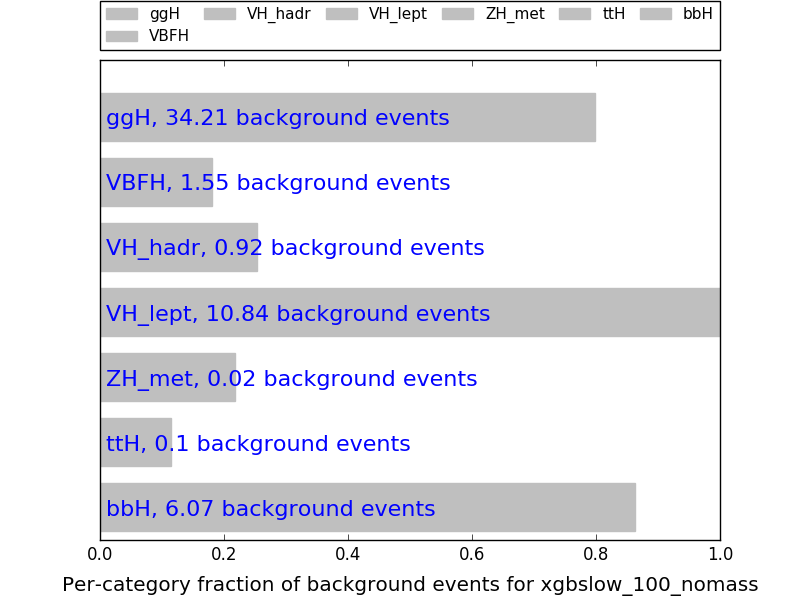 ggH VH_hadr VH_lept ZH_met ttH bbH
VBFH
ggH, 34.21 background events
VBFH, 1.55 background events
VH_hadr, 0.92 background events
VH_lept, 10.84 background events
ZH_met, 0.02 background events
ttH, 0.1 background events
bbH, 6.07 background events
0.0 0.2 0.4 0.6 0.8 1.0
Per-category fraction of background events for xgbslow_100_nomass